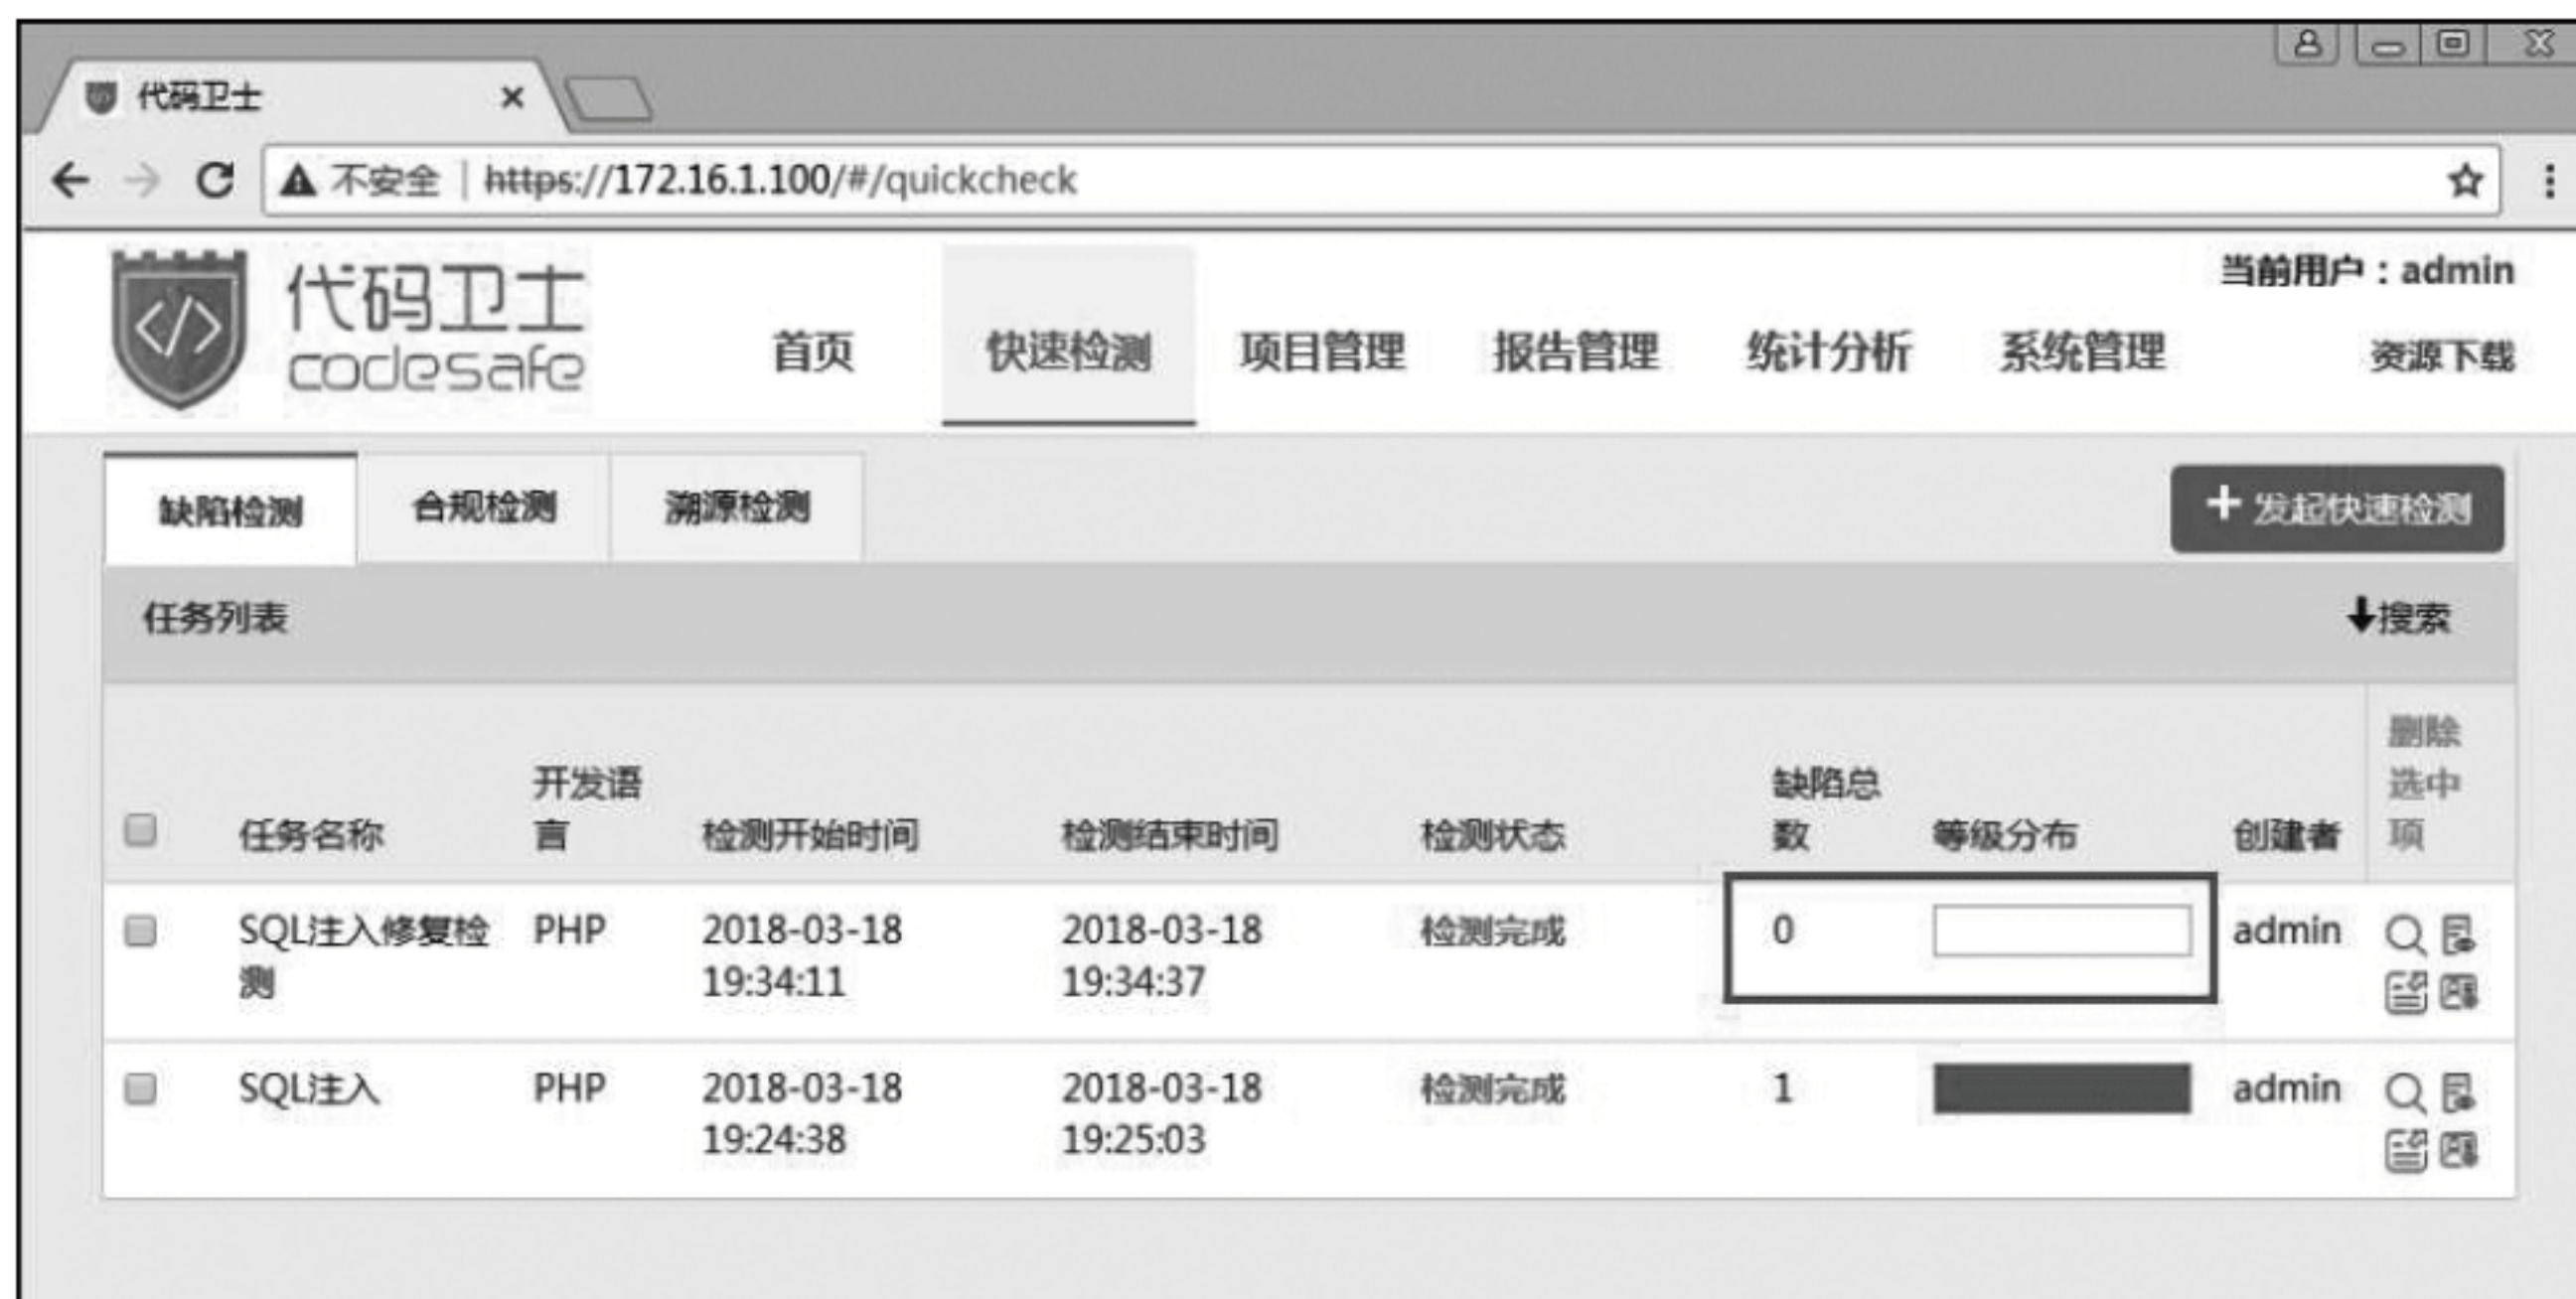 代码卫士
不安全 | https://172.16.1.100/#/quickcheck
代码卫士
codesafe
当前用户：admin
首页 快速检测 项目管理 报告管理 统计分析 系统管理 资源下载
缺陷检测 合规检测 溯源检测
发起快速检测
任务列表 搜索
任务名称 开发语言 检测开始时间 检测结束时间 检测状态 缺陷总数 等级分布 创建者 删除选中项
SQL注入修复检测 PHP 2018-03-18 19:34:11 2018-03-18 19:34:37 检测完成 0 admin
SQL注入 PHP 2018-03-18 19:24:38 2018-03-18 19:25:03 检测完成 1 admin